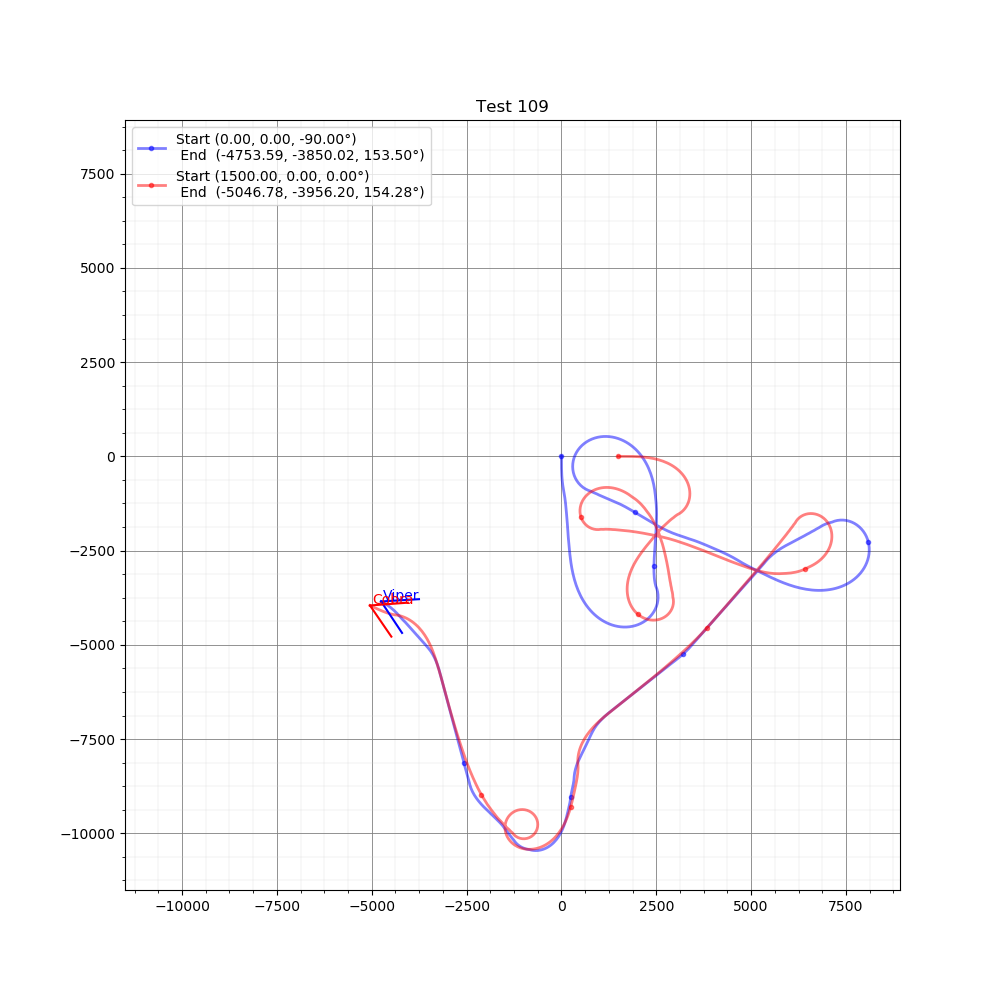 Test 109
Start (0.00, 0.00, -90.00°)
End  (-4753.59, -3850.02, 153.50°)
Start (1500.00, 0.00, 0.00°)
End  (-5046.78, -3956.20, 154.28°)
7500
5000
2500
0
−2500
−5000
−7500
−10000
Viper
−10000 −7500 −5000 −2500 0 2500 5000 7500